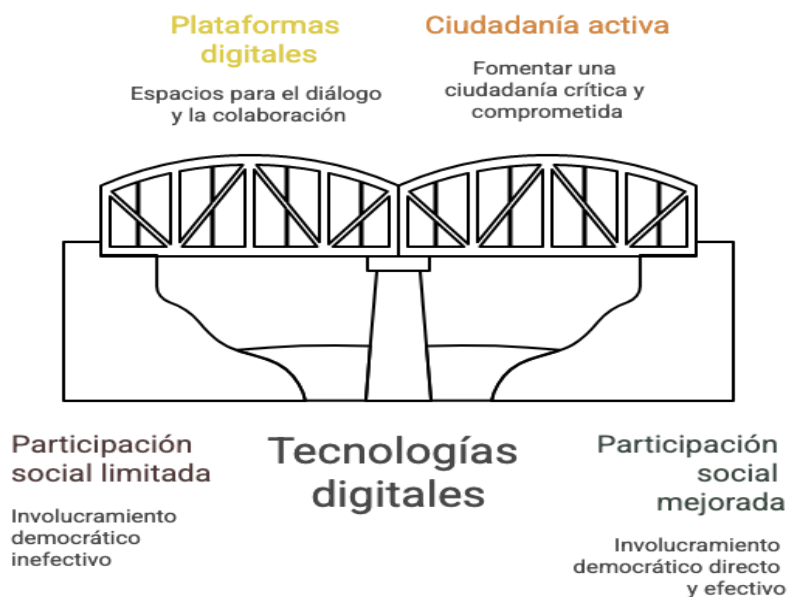 Plataformas
digitales
Espacios para el diálogo
y la colaboración
Ciudadanía activa
Fomentar una
ciudadanía crítica y
comprometida
Participación
social limitada
Involucramiento
democrático
inefectivo
Tecnologías
digitales
Participación
social
mejorada
Involucramiento
democrático directo
y efectivo